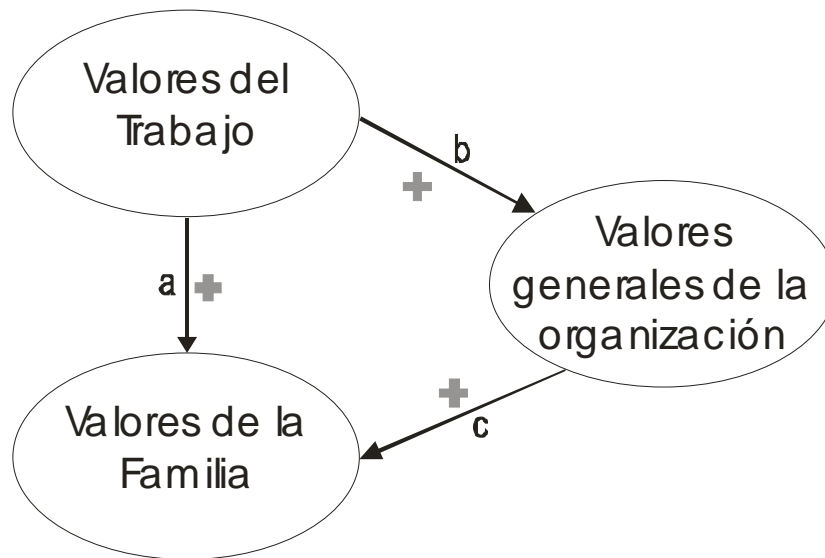 Valores del
Trabajo
b
+
Valores
generales de la
organización
a +
+
c
Valores de la
Familia